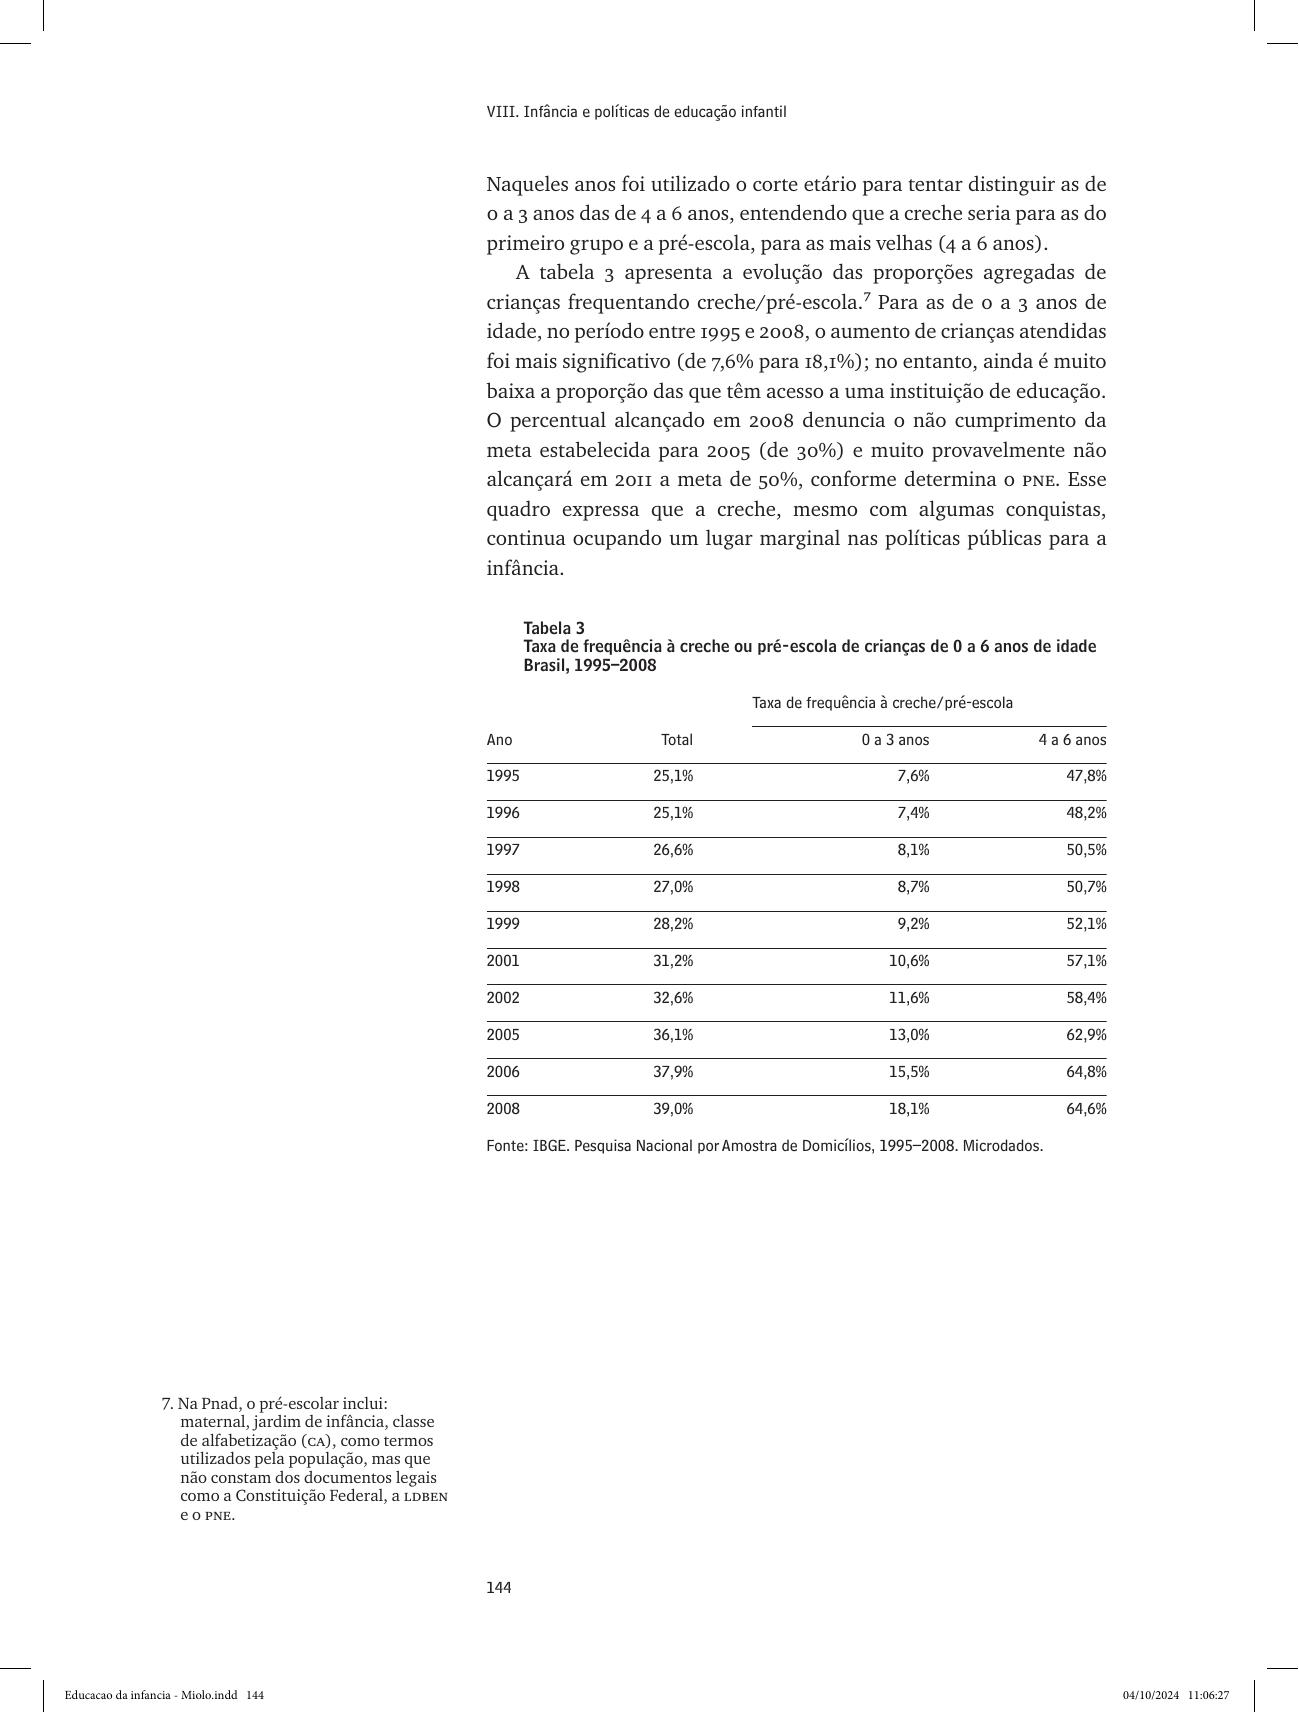 VIII. Infância e políticas de educação infantil
Naqueles anos foi utilizado o corte etário para tentar distinguir as de
0 a 3 anos das de 4 a 6 anos, entendendo que a creche seria para as do
primeiro grupo e a pré-escola, para as mais velhas (4 a 6 anos).
A tabela 3 apresenta a evolução das proporções agregadas de
crianças frequentando creche/pré-escola.⁷ Para as de 0 a 3 anos de
idade, no período entre 1995 e 2008, o aumento de crianças atendidas
foi mais significativo (de 7,6% para 18,1%); no entanto, ainda é muito
baixa a proporção das que têm acesso a uma instituição de educação.
O percentual alcançado em 2008 denuncia o não cumprimento da
meta estabelecida para 2005 (de 30%) e muito provavelmente não
alcançará em 2011 a meta de 50%, conforme determina o PNE. Esse
quadro expressa que a creche, mesmo com algumas conquistas,
continua ocupando um lugar marginal nas políticas públicas para a
infância.
Tabela 3
Taxa de frequência à creche ou pré-escola de crianças de 0 a 6 anos de idade
Brasil, 1995–2008
Taxa de frequência à creche/pré-escola
Ano Total 0 a 3 anos 4 a 6 anos
1995 25,1% 7,6% 47,8%
1996 25,1% 7,4% 48,2%
1997 26,6% 8,1% 50,5%
1998 27,0% 8,7% 50,7%
1999 28,2% 9,2% 52,1%
2001 31,2% 10,6% 57,1%
2002 32,6% 11,6% 58,4%
2005 36,1% 13,0% 62,9%
2006 37,9% 15,5% 64,8%
2008 39,0% 18,1% 64,6%
Fonte: IBGE. Pesquisa Nacional por Amostra de Domicílios, 1995–2008. Microdados.
7. Na Pnad, o pré-escolar inclui:
maternal, jardim de infância, classe
de alfabetização (CA), como termos
utilizados pela população, mas que
não constam dos documentos legais
como a Constituição Federal, a LDBEN
e o PNE.
144
Educacao da infancia - Miolo.indd 144 04/10/2024 11:06:27